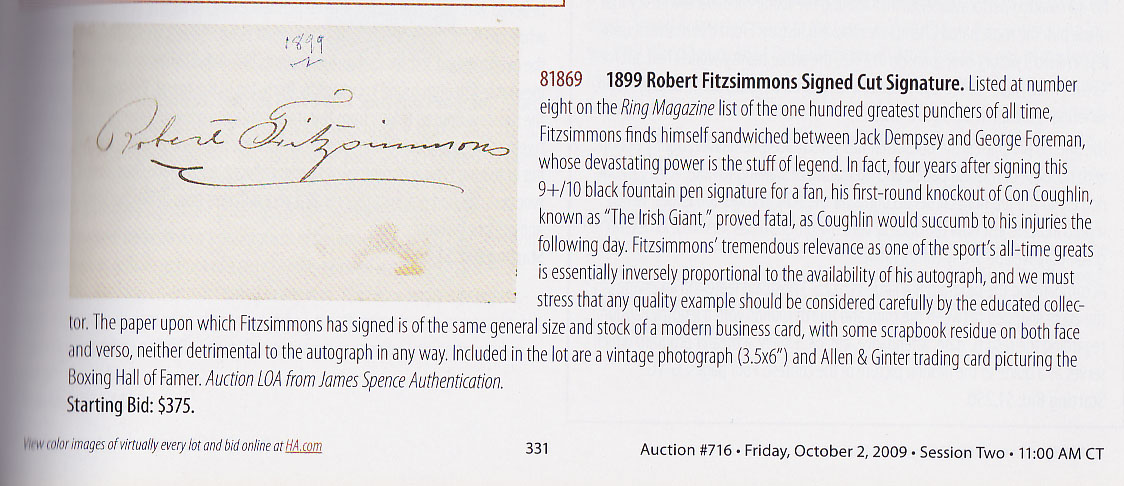 1899
Robert Fitzsimmons
81869 1899 Robert Fitzsimmons Signed Cut Signature. Listed at number
eight on the Ring Magazine list of the one hundred greatest punchers of all time,
Fitzsimmons finds himself sandwiched between Jack Dempsey and George Foreman,
whose devastating power is the stuff of legend. In fact, four years after signing this
9+/10 black fountain pen signature for a fan, his first-round knockout of Con Coughlin,
known as “The Irish Giant,” proved fatal, as Coughlin would succumb to his injuries the
following day. Fitzsimmons’ tremendous relevance as one of the sport’s all-time greats
is essentially inversely proportional to the availability of his autograph, and we must
stress that any quality example should be considered carefully by the educated collec-
tor. The paper upon which Fitzsimmons has signed is of the same general size and stock of a modern business card, with some scrapbook residue on both face
and verso, neither detrimental to the autograph in any way. Included in the lot are a vintage photograph (3.5x6") and Allen & Ginter trading card picturing the
Boxing Hall of Famer. Auction LOA from James Spence Authentication.
Starting Bid: $375.
View color images of virtually every lot and bid online at HA.com
331
Auction #716 • Friday, October 2, 2009 • Session Two • 11:00 AM CT